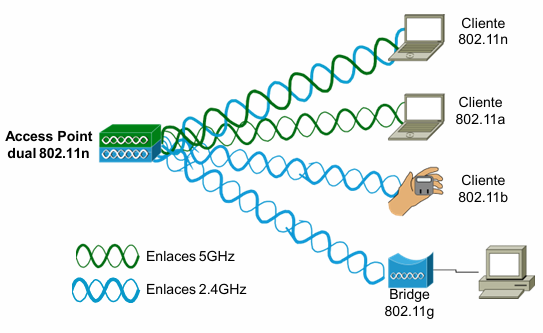 Cliente
802.11n
Cliente
802.11a
Access Point
dual 802.11n
Cliente
802.11b
Enlaces 5GHz
Enlaces 2.4GHz
Bridge
802.11g